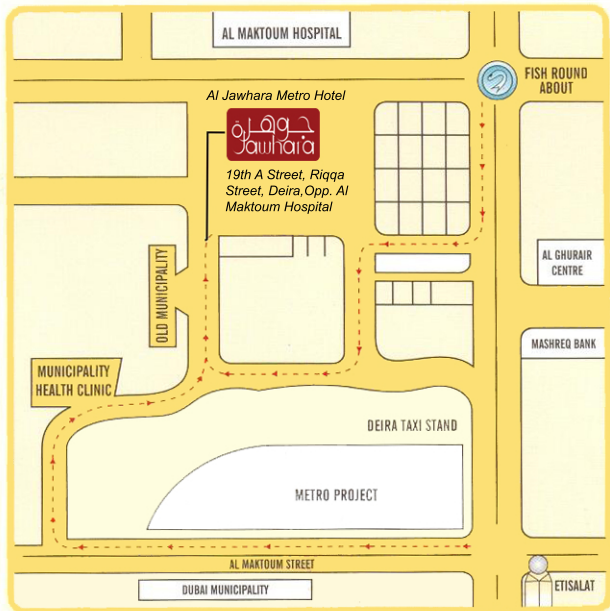 AL MAKTOUM HOSPITAL
FISH ROUND
ABOUT
Al Jawhara Metro Hotel
جوهرة
Jawhara
19th A Street, Riqqa
Street, Deira,Opp. Al
Maktoum Hospital
AL GHURAIR
CENTRE
OLD MUNICIPALITY
MASHREQ BANK
MUNICIPALITY
HEALTH CLINIC
DEIRA TAXI STAND
METRO PROJECT
AL MAKTOUM STREET
DUBAI MUNICIPALITY
ETISALAT